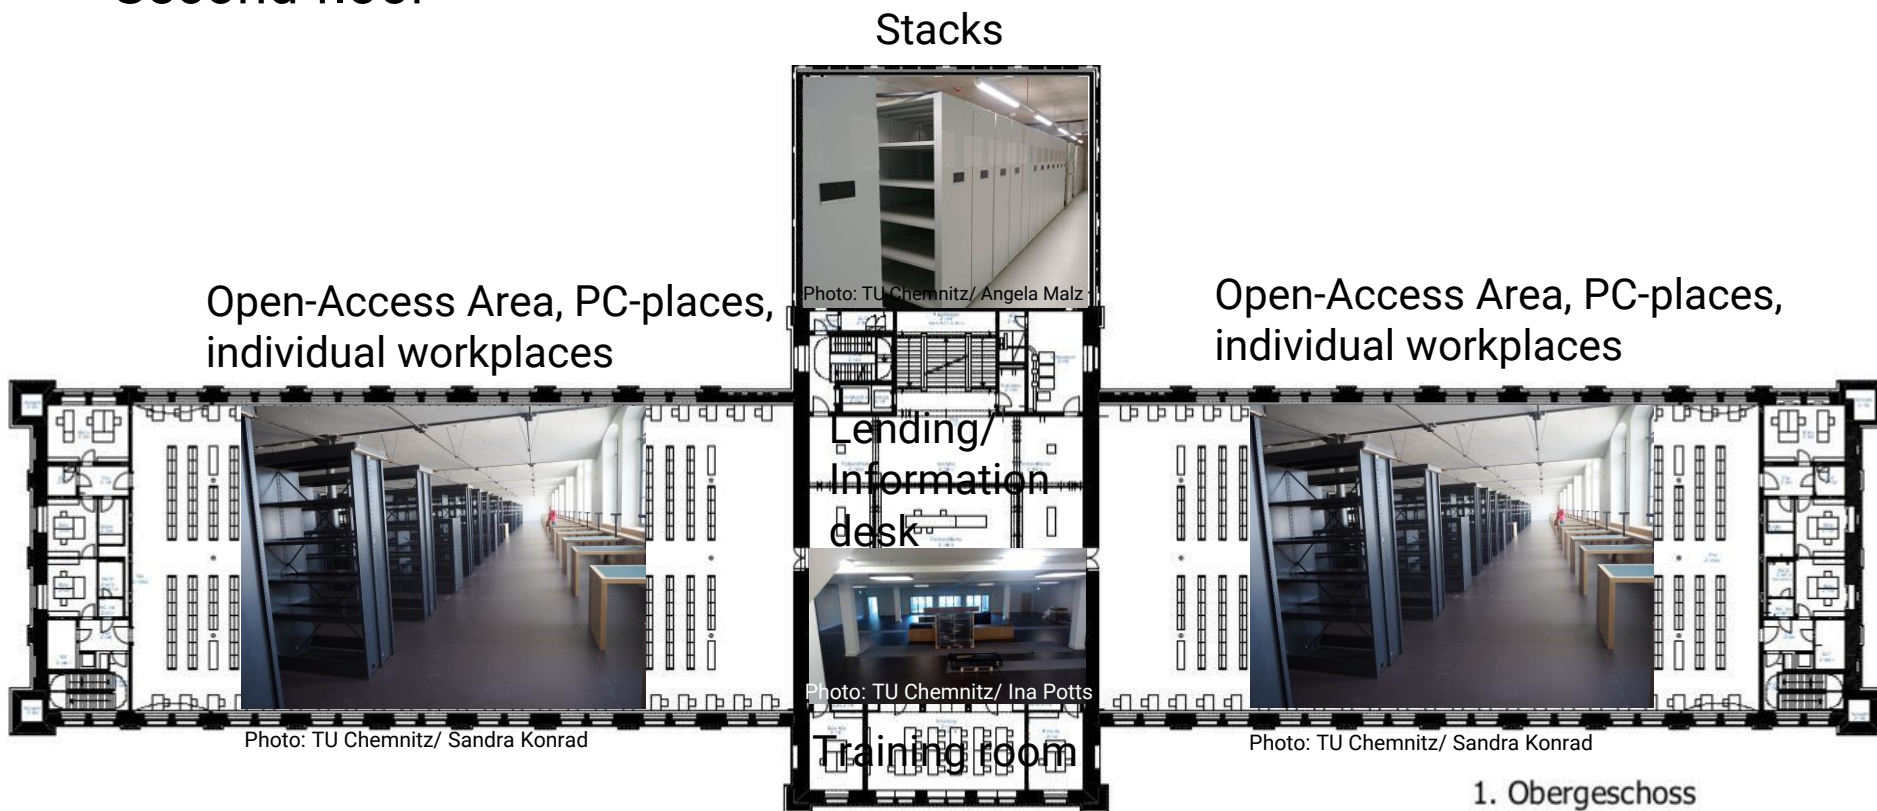 Second floor
Stacks
Photo: TU Chemnitz/ Angela Malz
Open-Access Area, PC-places,
individual workplaces
Open-Access Area, PC-places,
individual workplaces
Lending/
Information
desk
Photo: TU Chemnitz/ Ina Potts
Training room
Photo: TU Chemnitz/ Sandra Konrad
Photo: TU Chemnitz/ Sandra Konrad
1. Obergeschoss